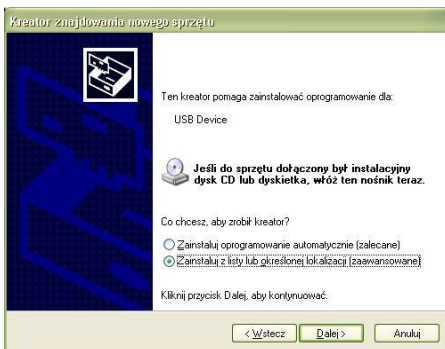 Kreator znajdowania nowego sprzętu
Ten kreator pomaga zainstalować oprogramowanie dla:
USB Device
Jeśli do sprzętu dołączony był instalacyjny
dysk CD lub dyskietka, włóż ten nośnik teraz.
Co chcesz, aby zrobił kreator?
Zainstaluj oprogramowanie automatycznie (zalecane)
Zainstaluj z listy lub określonej lokalizacji (zaawansowane)
Kliknij przycisk Dalej, aby kontynuować.
< Wstecz Dalej > Anuluj